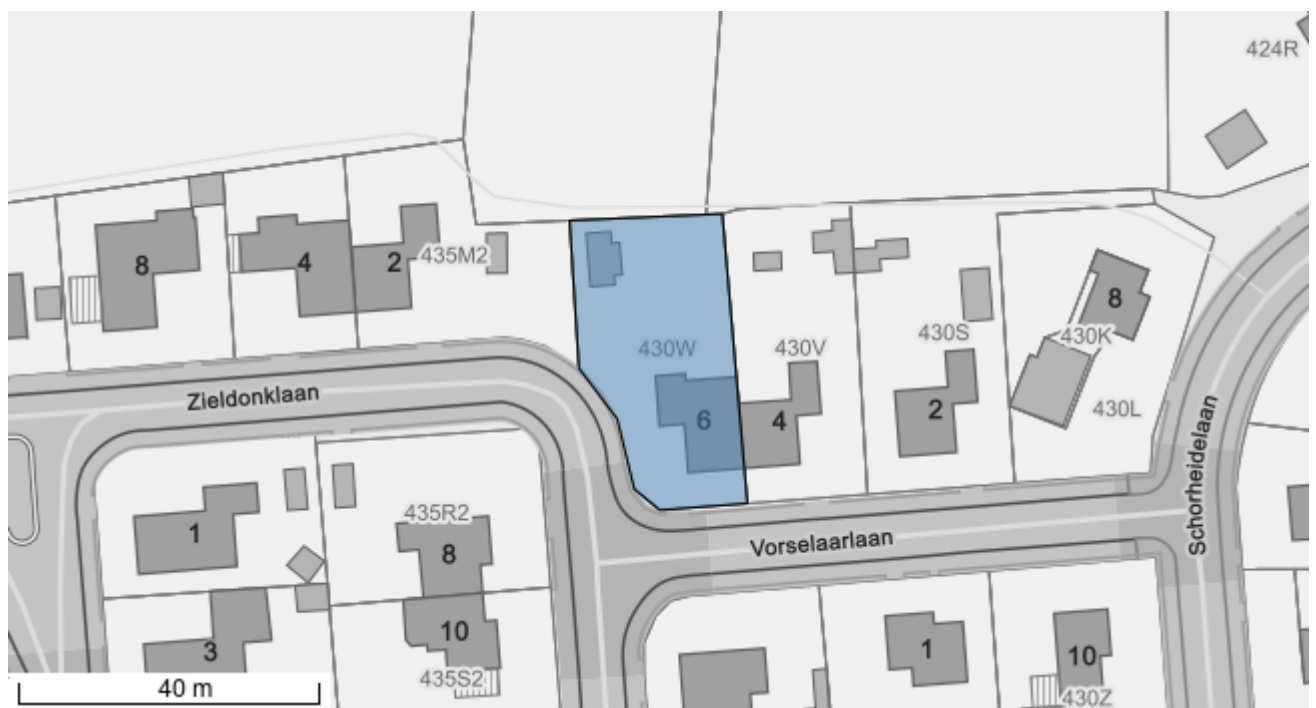 424R
8
4
2
435M2
8
430W
430V
430S
430K
Zieldonklaan
6
4
2
430L
Schorheidelaan
1
435R2
8
Vorselaarlaan
3
10
1
10
40 m
435S2
430Z